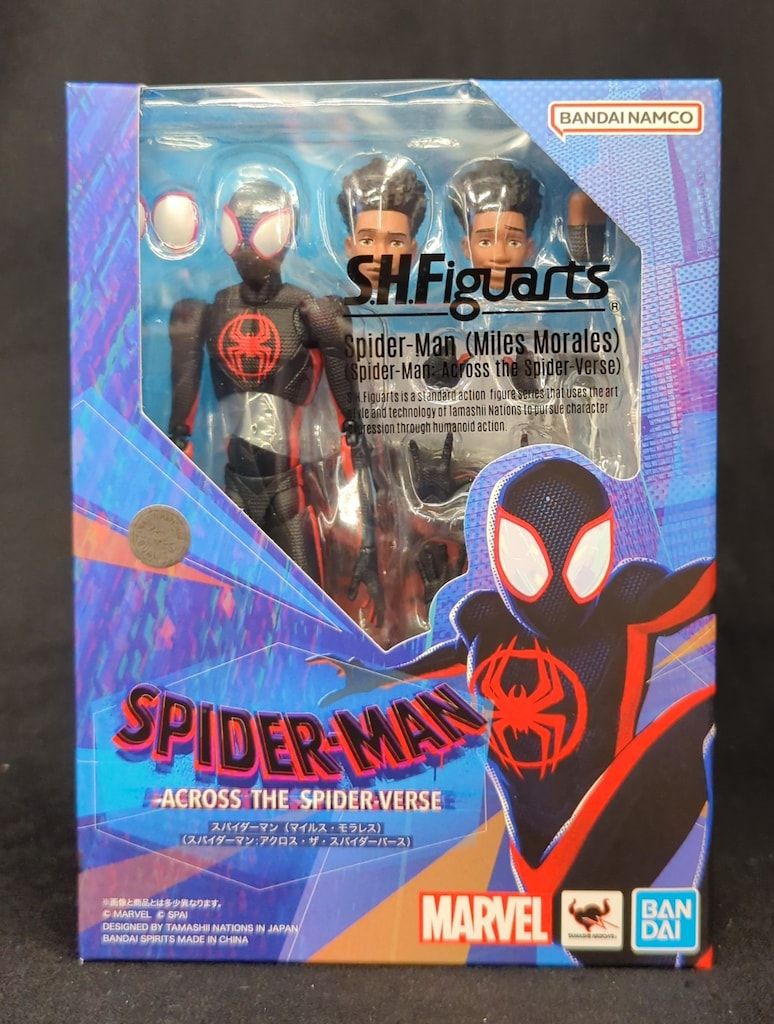 BANDAI NAMCO
S.H.Figuarts
®
Spider-Man (Miles Morales)
(Spider-Man: Across the Spider-Verse)
S.H.Figuarts is a standard action figure series that uses the art
style and technology of Tamashii Nations to pursue character
expression through humanoid action.
SPIDER-MAN
ACROSS THE SPIDER-VERSE
スパイダーマン（マイルス・モラレス）
（スパイダーマン：アクロス・ザ・スパイダーバース）
※画像と商品とは多少異なります。
© MARVEL © SPAI
DESIGNED BY TAMASHII NATIONS IN JAPAN
BANDAI SPIRITS MADE IN CHINA
MARVEL
TAMASHII NATIONS
BAN
DAI